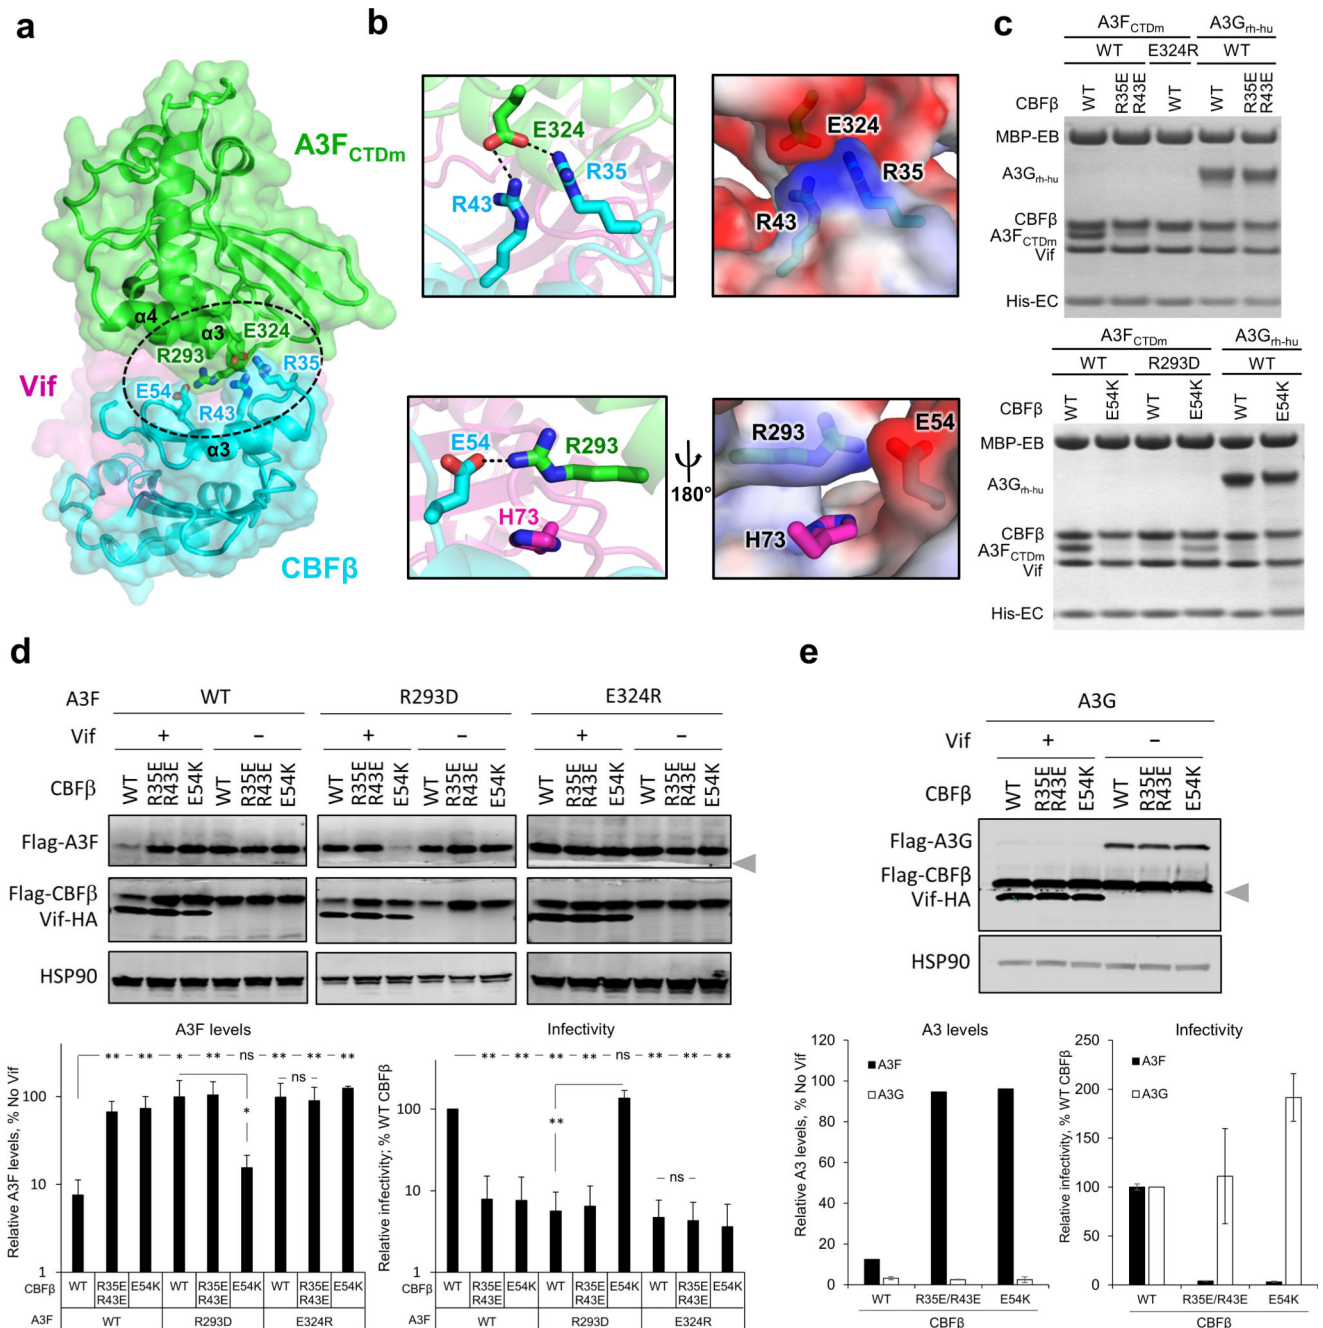 a
A3FCTDm
α4
α3
E324
R293
R35
Vif
E54
R43
α3
CBFβ
b
E324
R35
R43
E324
R35
R43
E54
R293
H73
180°
R293
E54
H73
c
A3FCTDm A3Grh-hu
WT E324R WT
CBFβ WT R35E R43E WT WT R35E R43E
MBP-EB
A3Grh-hu
CBFβ
A3FCTDm
Vif
His-EC
A3FCTDm A3Grh-hu
WT R293D WT
CBFβ WT E54K WT E54K WT E54K
MBP-EB
A3Grh-hu
CBFβ
A3FCTDm
Vif
His-EC
d
A3F WT R293D E324R
Vif + − + − + −
CBFβ WT R35E R43E E54K WT R35E R43E E54K WT R35E R43E E54K WT R35E R43E E54K WT R35E R43E E54K WT R35E R43E E54K
Flag-A3F
Flag-CBFβ
Vif-HA
HSP90
A3F levels
** ** * ** ns ** ** **
ns
*
100
10
1
Relative A3F levels, % No Vif
CBFβ WT R35E R43E E54K WT R35E R43E E54K WT R35E R43E E54K
A3F WT R293D E324R
Infectivity
** ** ** ** ns ** ** **
**
ns
100
10
1
Relative infectivity; % WT CBFβ
CBFβ WT R35E R43E E54K WT R35E R43E E54K WT R35E R43E E54K
A3F WT R293D E324R
e
A3G
Vif + −
CBFβ WT R35E R43E E54K WT R35E R43E E54K
Flag-A3G
Flag-CBFβ
Vif-HA
HSP90
A3 levels
120
100
80
60
40
20
0
A3F
A3G
Relative A3 levels, % No Vif
WT R35E/R43E E54K
CBFβ
Infectivity
250
200
150
100
50
0
A3F
A3G
Relative infectivity, % WT CBFβ
WT R35E/R43E E54K
CBFβ